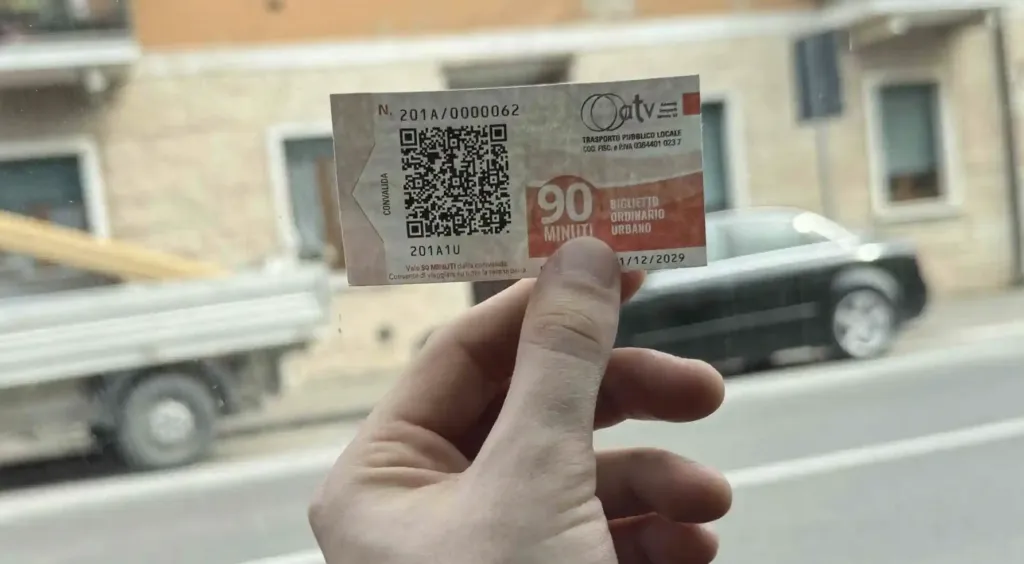 N. 201A/0000062
CONVALIDA
201A1U
Vale 90 MINUTI dalla convalida.
atv
TRASPORTO PUBBLICO LOCALE
90
MINUTI
BIGLIETTO
ORDINARIO
URBANO
1/12/2029